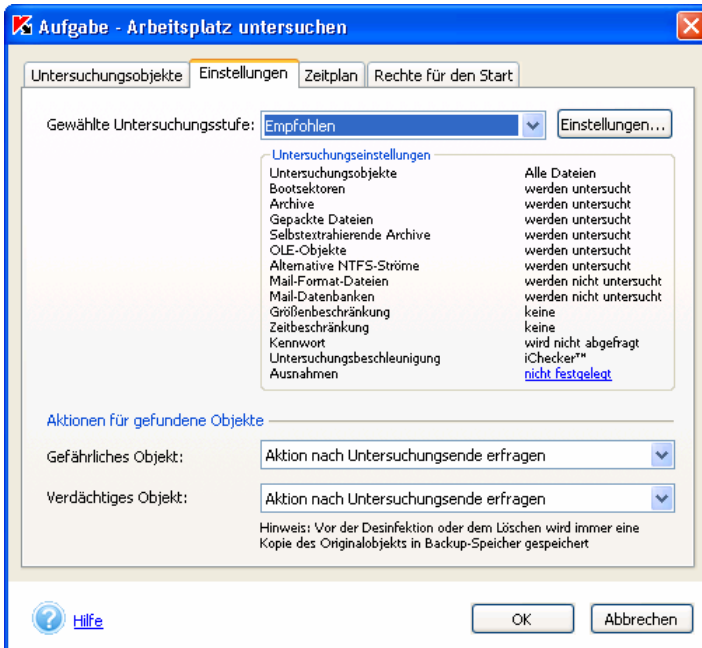 Aufgabe - Arbeitsplatz untersuchen
Untersuchungsobjekte Einstellungen Zeitplan Rechte für den Start
Gewählte Untersuchungsstufe: Empfohlen Einstellungen...
Untersuchungseinstellungen
Untersuchungsobjekte Alle Dateien
Bootsektoren werden untersucht
Archive werden untersucht
Gepackte Dateien werden untersucht
Selbstextrahierende Archive werden untersucht
OLE-Objekte werden untersucht
Alternative NTFS-Ströme werden untersucht
Mail-Format-Dateien werden nicht untersucht
Mail-Datenbanken werden nicht untersucht
Größenbeschränkung keine
Zeitbeschränkung keine
Kennwort wird nicht abgefragt
Untersuchungsbeschleunigung iChecker™
Ausnahmen nicht festgelegt
Aktionen für gefundene Objekte
Gefährliches Objekt: Aktion nach Untersuchungsende erfragen
Verdächtiges Objekt: Aktion nach Untersuchungsende erfragen
Hinweis: Vor der Desinfektion oder dem Löschen wird immer eine
Kopie des Originalobjekts in Backup-Speicher gespeichert
Hilfe OK Abbrechen